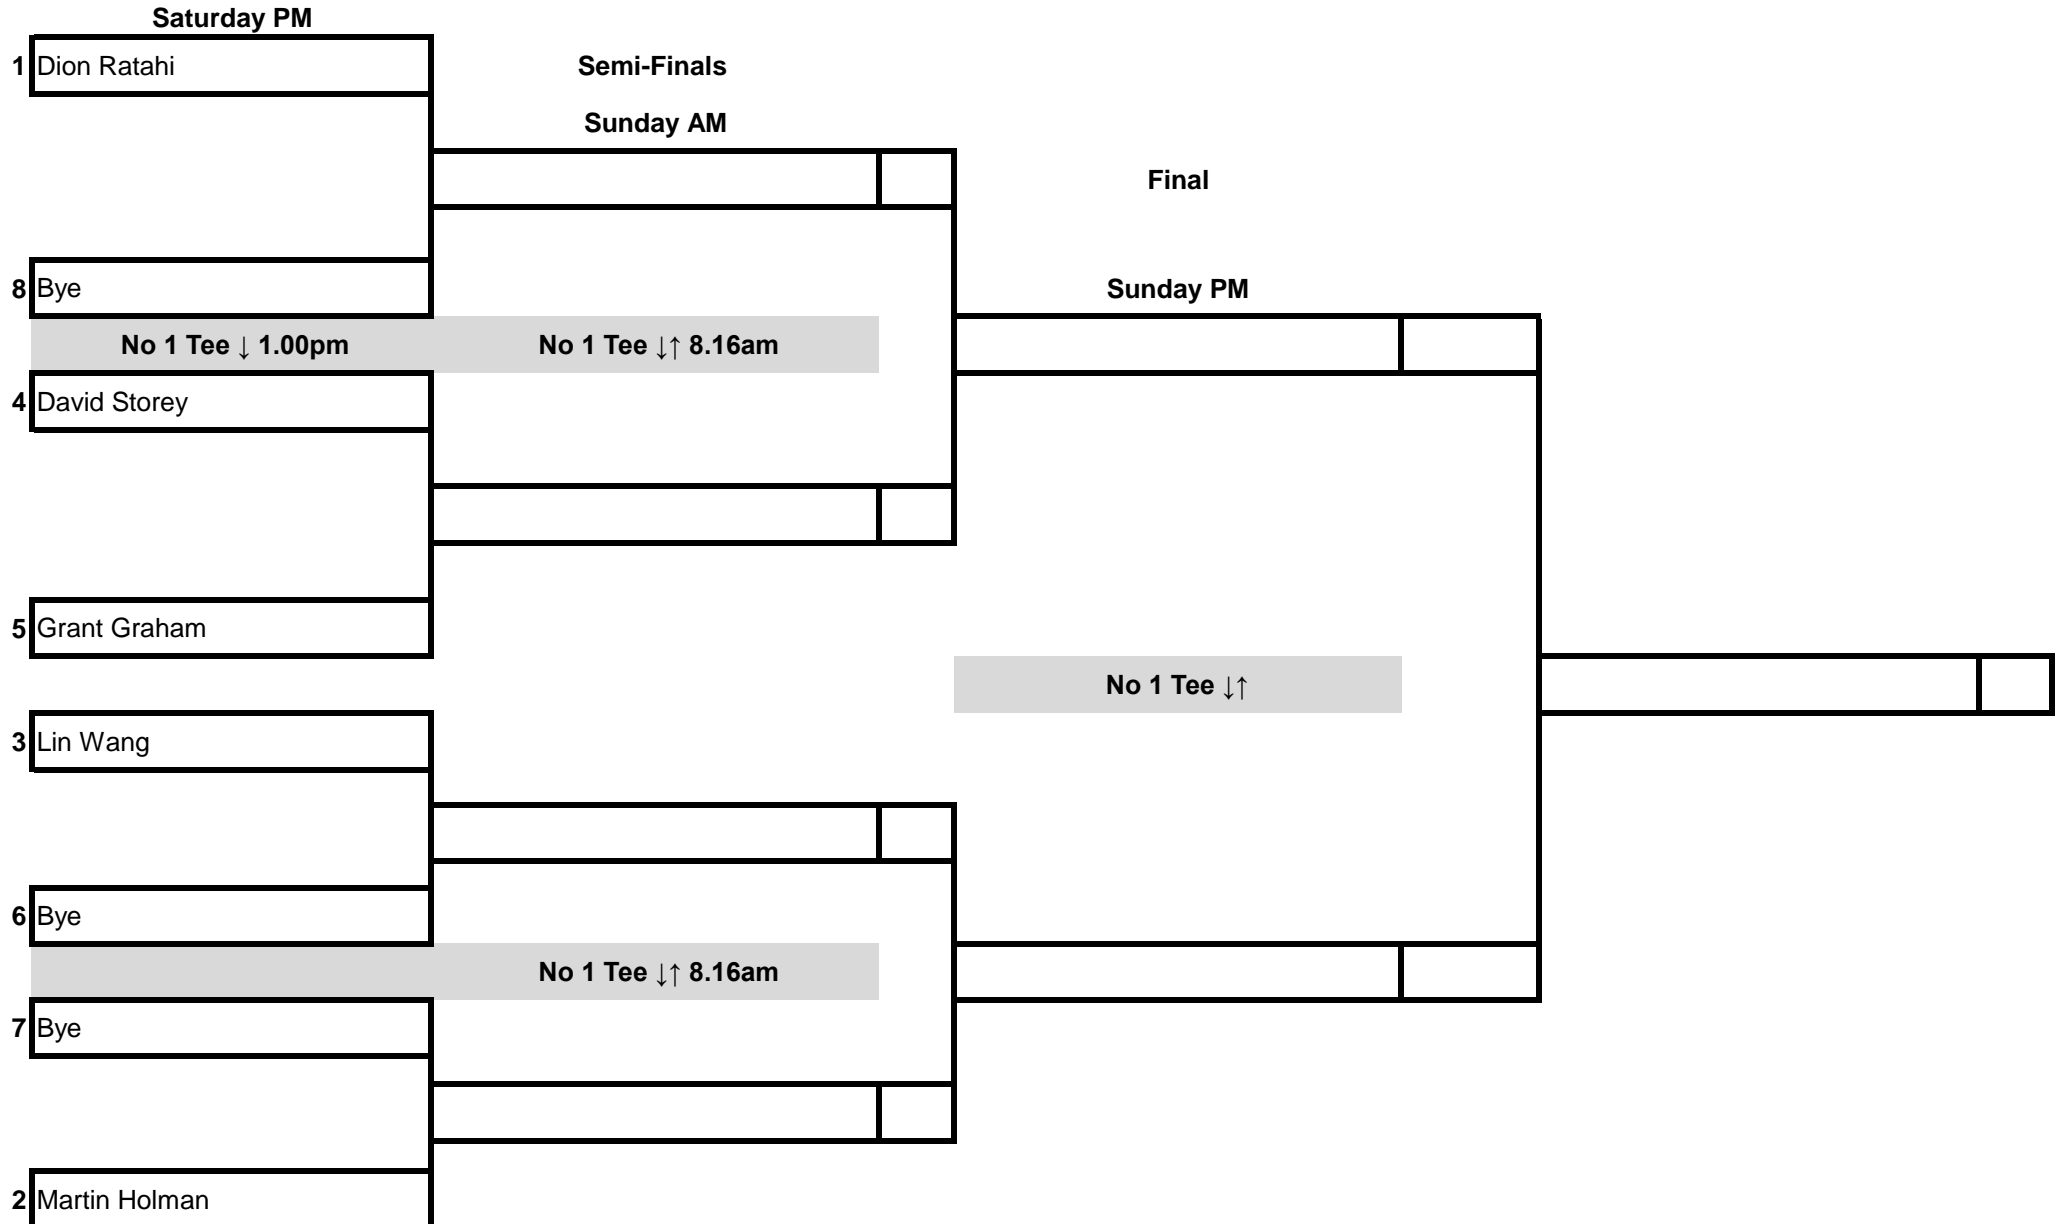 Saturday PM
1 Dion Ratahi
Semi-Finals
Sunday AM
Final
8 Bye
Sunday PM
No 1 Tee ↓ 1.00pm
No 1 Tee ↓↑ 8.16am
4 David Storey
5 Grant Graham
No 1 Tee ↓↑
3 Lin Wang
6 Bye
No 1 Tee ↓↑ 8.16am
7 Bye
2 Martin Holman